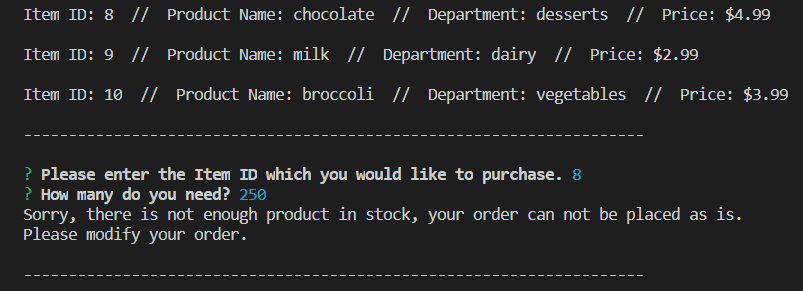 Item ID: 8  //  Product Name: chocolate  //  Department: desserts  //  Price: $4.99
Item ID: 9  //  Product Name: milk  //  Department: dairy  //  Price: $2.99
Item ID: 10  //  Product Name: broccoli  //  Department: vegetables  //  Price: $3.99
---------------------------------------------------------------------
? Please enter the Item ID which you would like to purchase. 8
? How many do you need? 250
Sorry, there is not enough product in stock, your order can not be placed as is.
Please modify your order.
---------------------------------------------------------------------